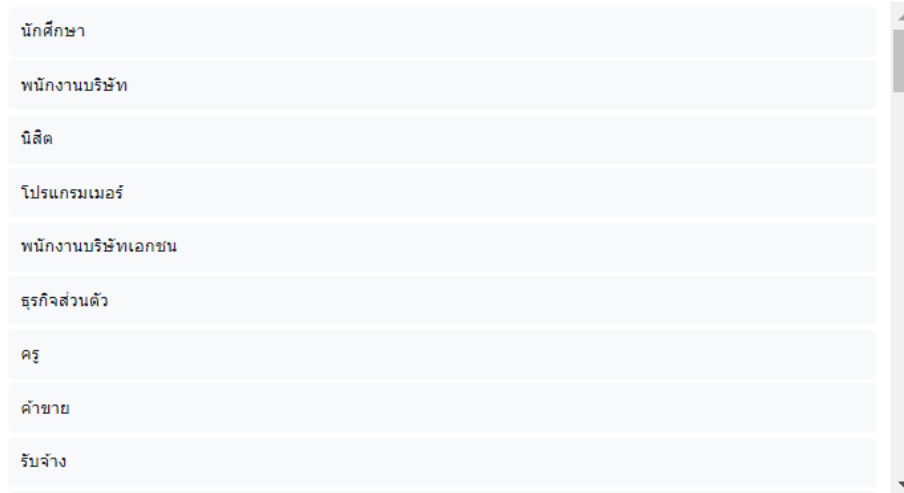 นักศึกษา
พนักงานบริษัท
นิสิต
โปรแกรมเมอร์
พนักงานบริษัทเอกชน
ธุรกิจส่วนตัว
ครู
ค้าขาย
รับจ้าง